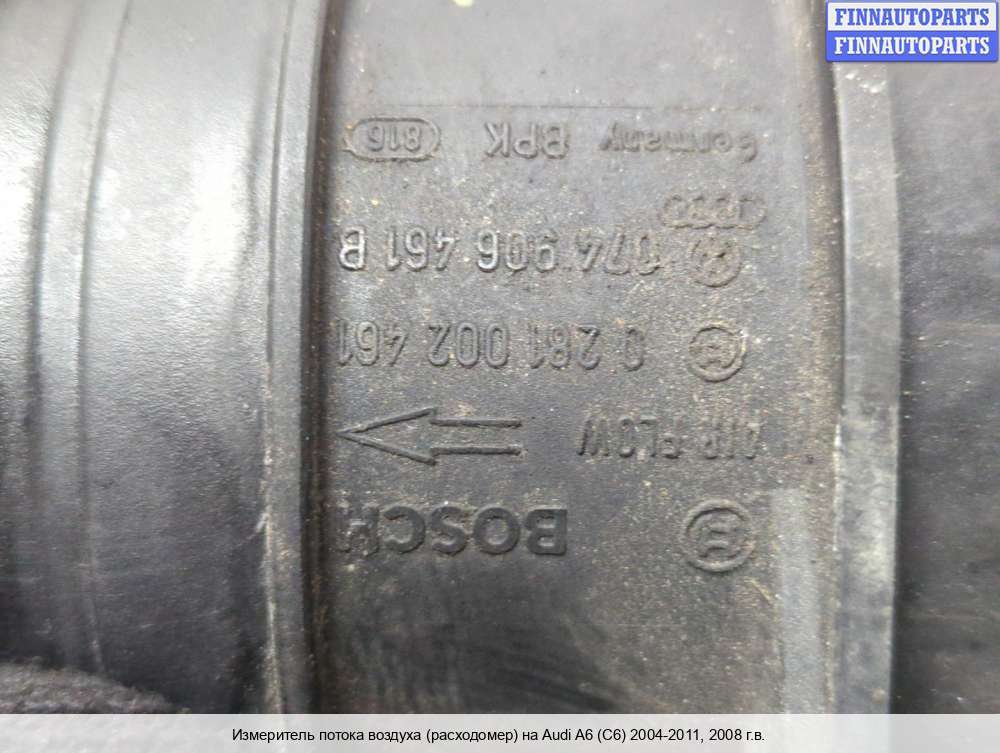 FINNAUTOPARTS
FINNAUTOPARTS
BOSCH
AIR FLOW
0 281 002 461
074 906 461 B
Germany BPK 816
Измеритель потока воздуха (расходомер) на Audi A6 (C6) 2004-2011, 2008 г.в.